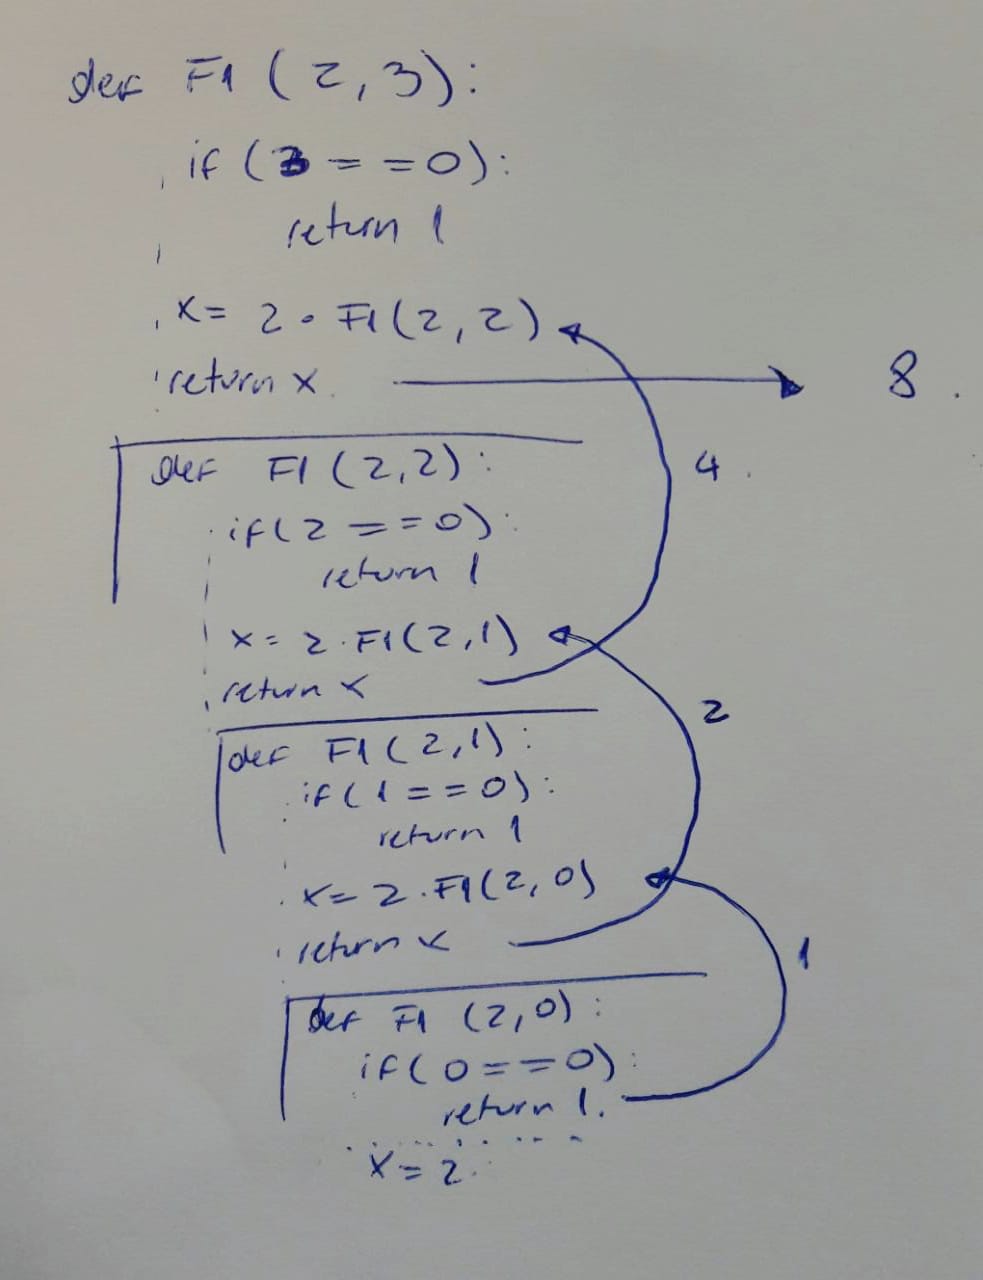 def F1 (2,3):
if (3 == 0):
return 1
x = 2 • F1(2,2)
return x 8.
def F1(2,2):
if(2 == 0):
return 1
4.
x = 2·F1(2,1)
return x
2
def F1(2,1):
if(1 == 0):
return 1
x = 2·F1(2,0)
return x
1
def F1 (2,0):
if(0 == 0):
return 1.
x = 2.